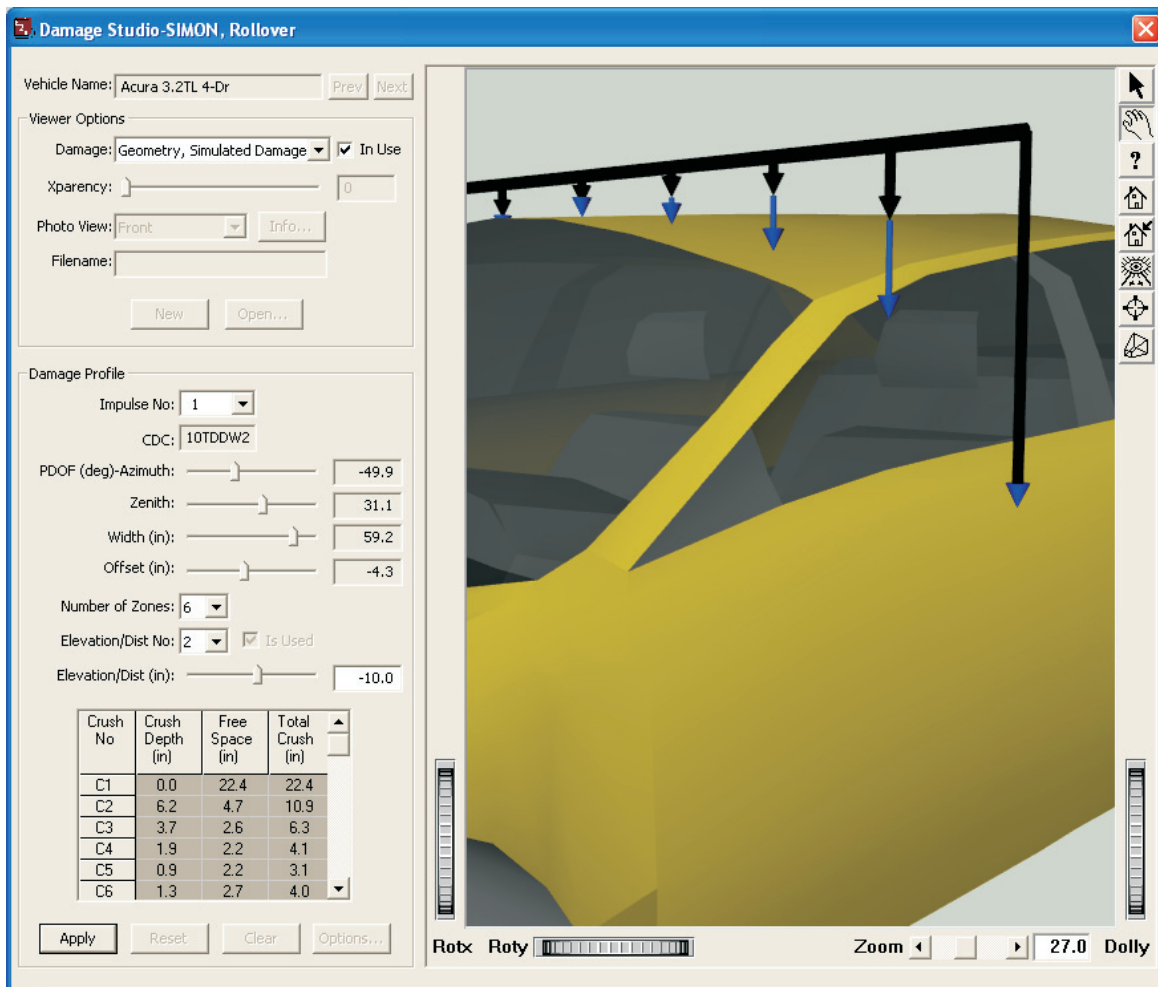 Damage Studio-SIMON, Rollover
Vehicle Name: Acura 3.2TL 4-Dr Prev Next
Viewer Options
Damage: Geometry, Simulated Damage In Use
Xparency: 0
Photo View: Front Info...
Filename:
New Open...
Damage Profile
Impulse No: 1
CDC: 10TDDW2
PDOF (deg)-Azimuth: -49.9
Zenith: 31.1
Width (in): 59.2
Offset (in): -4.3
Number of Zones: 6
Elevation/Dist No: 2 Is Used
Elevation/Dist (in): -10.0
Crush No Crush Depth (in) Free Space (in) Total Crush (in)
C1 0.0 22.4 22.4
C2 6.2 4.7 10.9
C3 3.7 2.6 6.3
C4 1.9 2.2 4.1
C5 0.9 2.2 3.1
C6 1.3 2.7 4.0
Apply Reset Clear Options...
Rotx Roty Zoom 27.0 Dolly
?